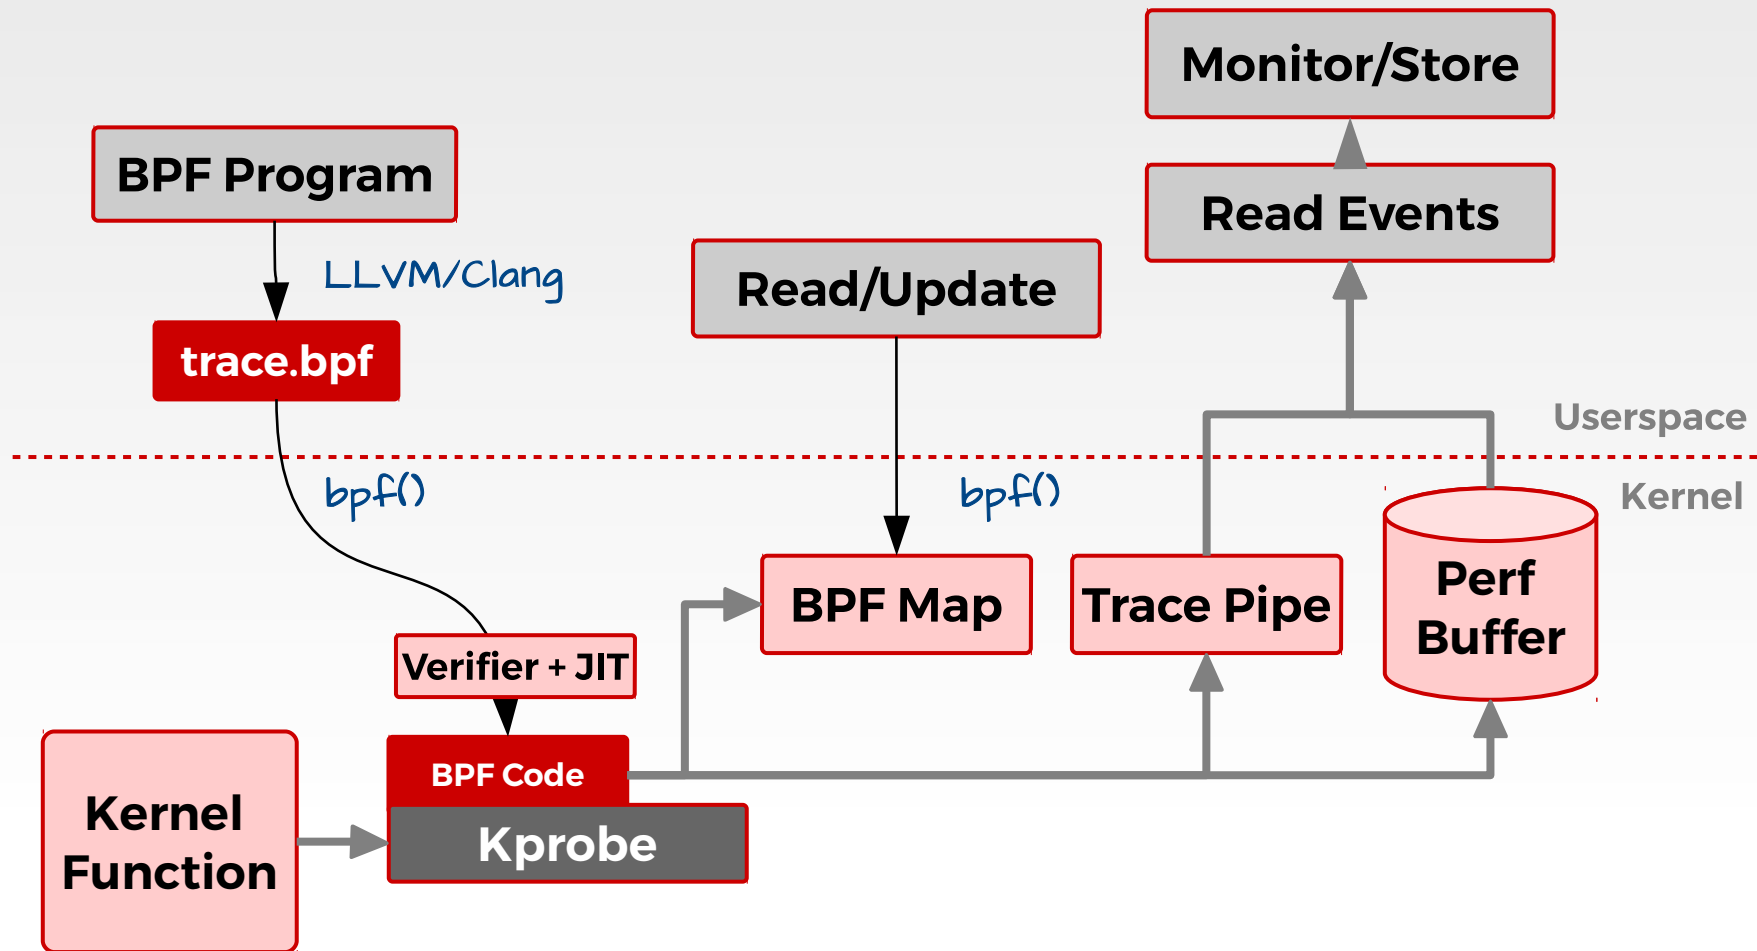 Monitor/Store
BPF Program
Read Events
LLVM/Clang
Read/Update
trace.bpf
Userspace
bpf()
bpf()
Kernel
BPF Map
Trace Pipe
Perf
Buffer
Verifier + JIT
BPF Code
Kernel
Function
Kprobe